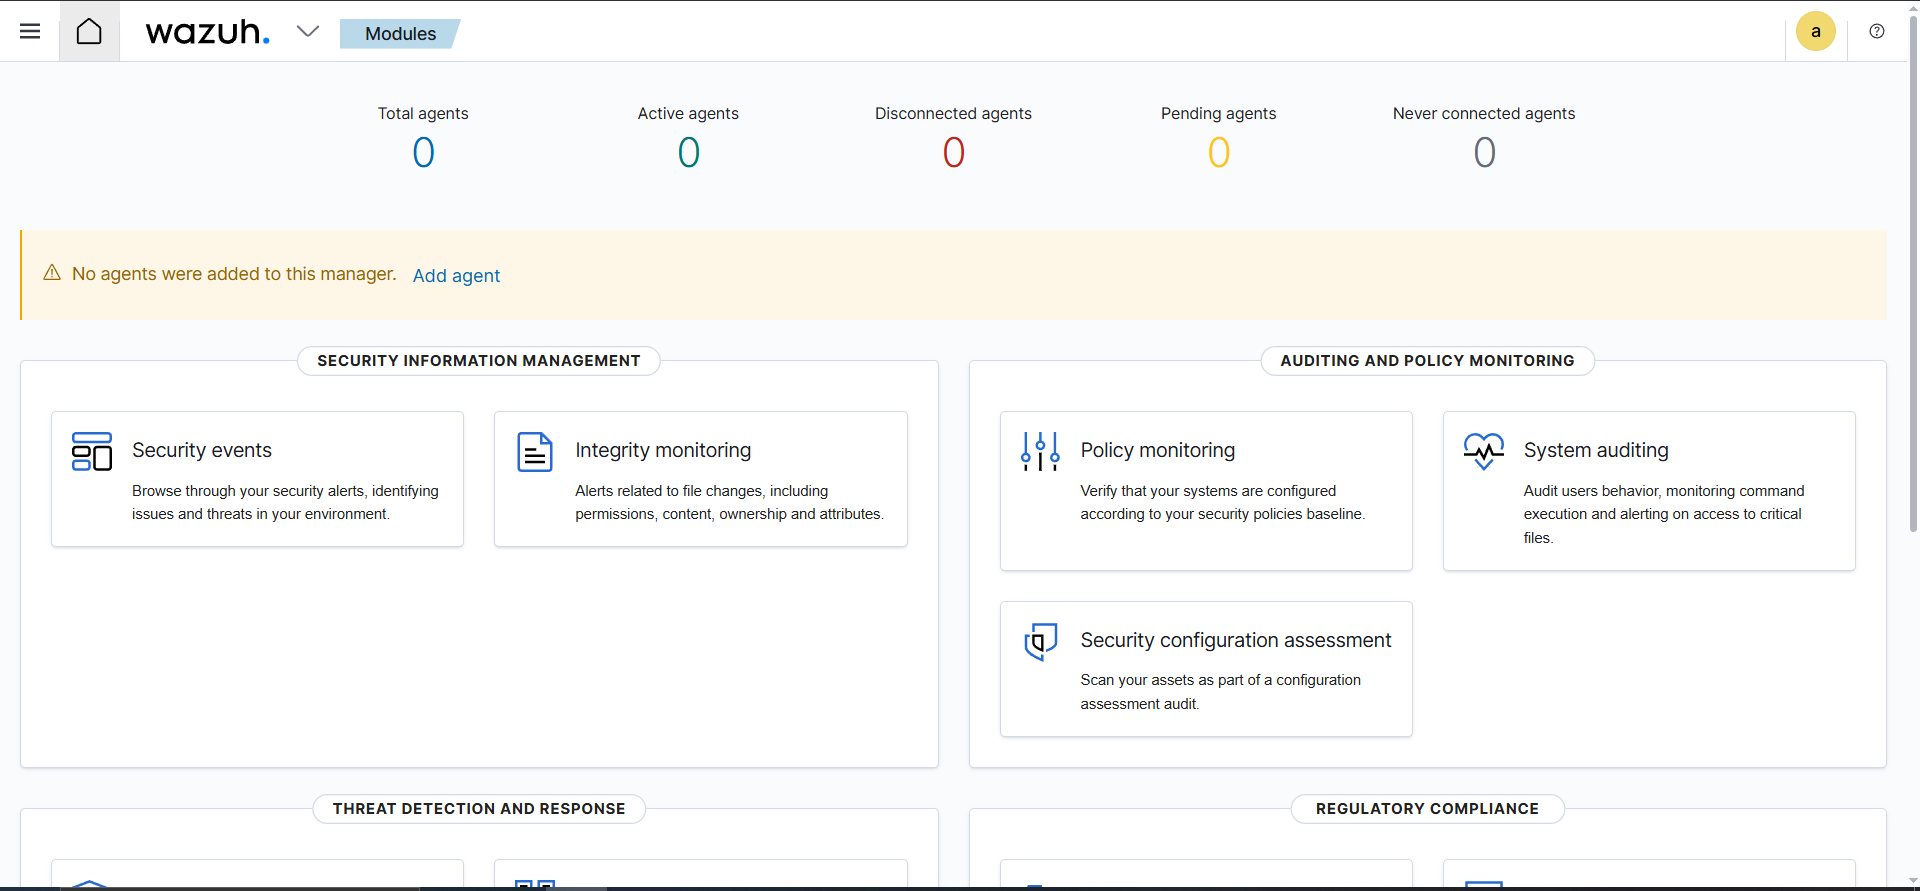 wazuh.
Modules
a
Total agents
0
Active agents
0
Disconnected agents
0
Pending agents
0
Never connected agents
0
No agents were added to this manager. Add agent
SECURITY INFORMATION MANAGEMENT
Security events
Browse through your security alerts, identifying
issues and threats in your environment.
Integrity monitoring
Alerts related to file changes, including
permissions, content, ownership and attributes.
AUDITING AND POLICY MONITORING
Policy monitoring
Verify that your systems are configured
according to your security policies baseline.
System auditing
Audit users behavior, monitoring command
execution and alerting on access to critical
files.
Security configuration assessment
Scan your assets as part of a configuration
assessment audit.
THREAT DETECTION AND RESPONSE
REGULATORY COMPLIANCE